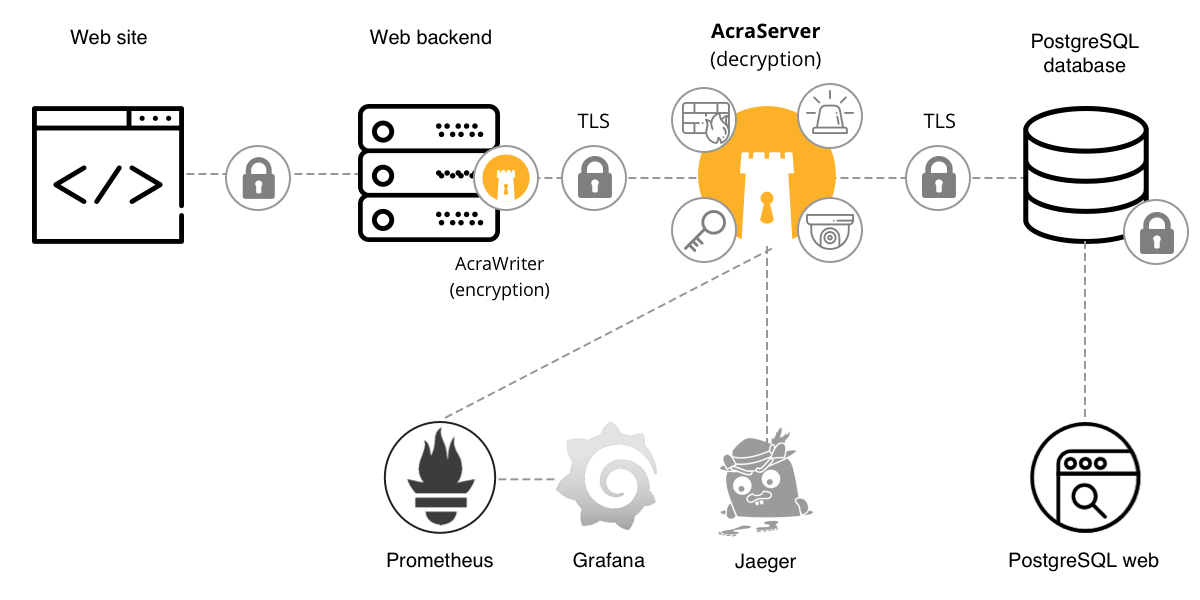 Web site
Web backend
AcraServer
(decryption)
PostgreSQL
database
TLS
TLS
</>
AcraWriter
(encryption)
Prometheus
Grafana
Jaeger
PostgreSQL web